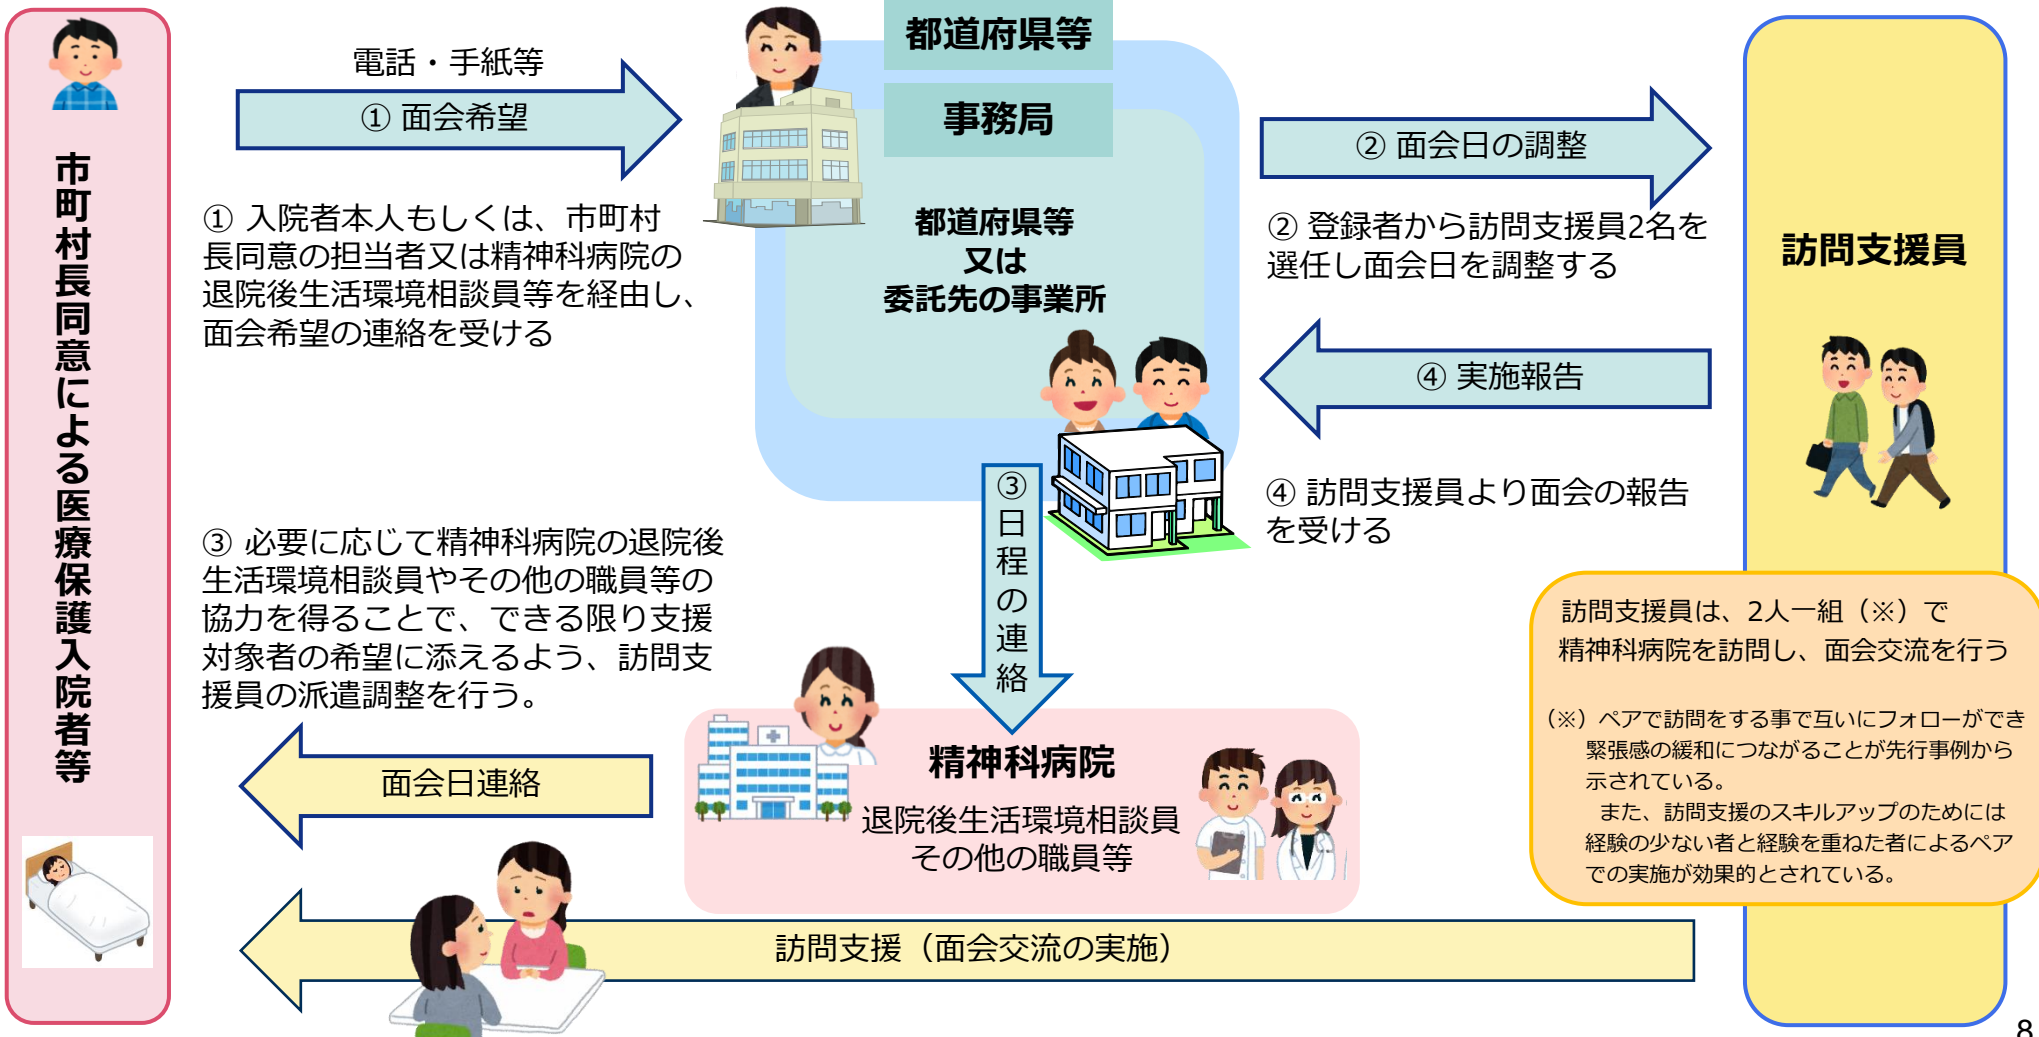 市町村長同意による医療保護入院者等
電話・手紙等
① 面会希望
① 入院者本人もしくは、市町村
長同意の担当者又は精神科病院の
退院後生活環境相談員等を経由し、
面会希望の連絡を受ける
都道府県等
事務局
都道府県等
又は
委託先の事業所
② 面会日の調整
② 登録者から訪問支援員2名を
選任し面会日を調整する
④ 実施報告
④ 訪問支援員より面会の報告
を受ける
訪問支援員
③日程の連絡
③ 必要に応じて精神科病院の退院後
生活環境相談員やその他の職員等の
協力を得ることで、できる限り支援
対象者の希望に添えるよう、訪問支
援員の派遣調整を行う。
面会日連絡
精神科病院
退院後生活環境相談員
その他の職員等
訪問支援員は、2人一組（※）で
精神科病院を訪問し、面会交流を行う
（※）ペアで訪問をする事で互いにフォローができ
緊張感の緩和につながることが先行事例から
示されている。
また、訪問支援のスキルアップのためには
経験の少ない者と経験を重ねた者によるペア
での実施が効果的とされている。
訪問支援（面会交流の実施）
8